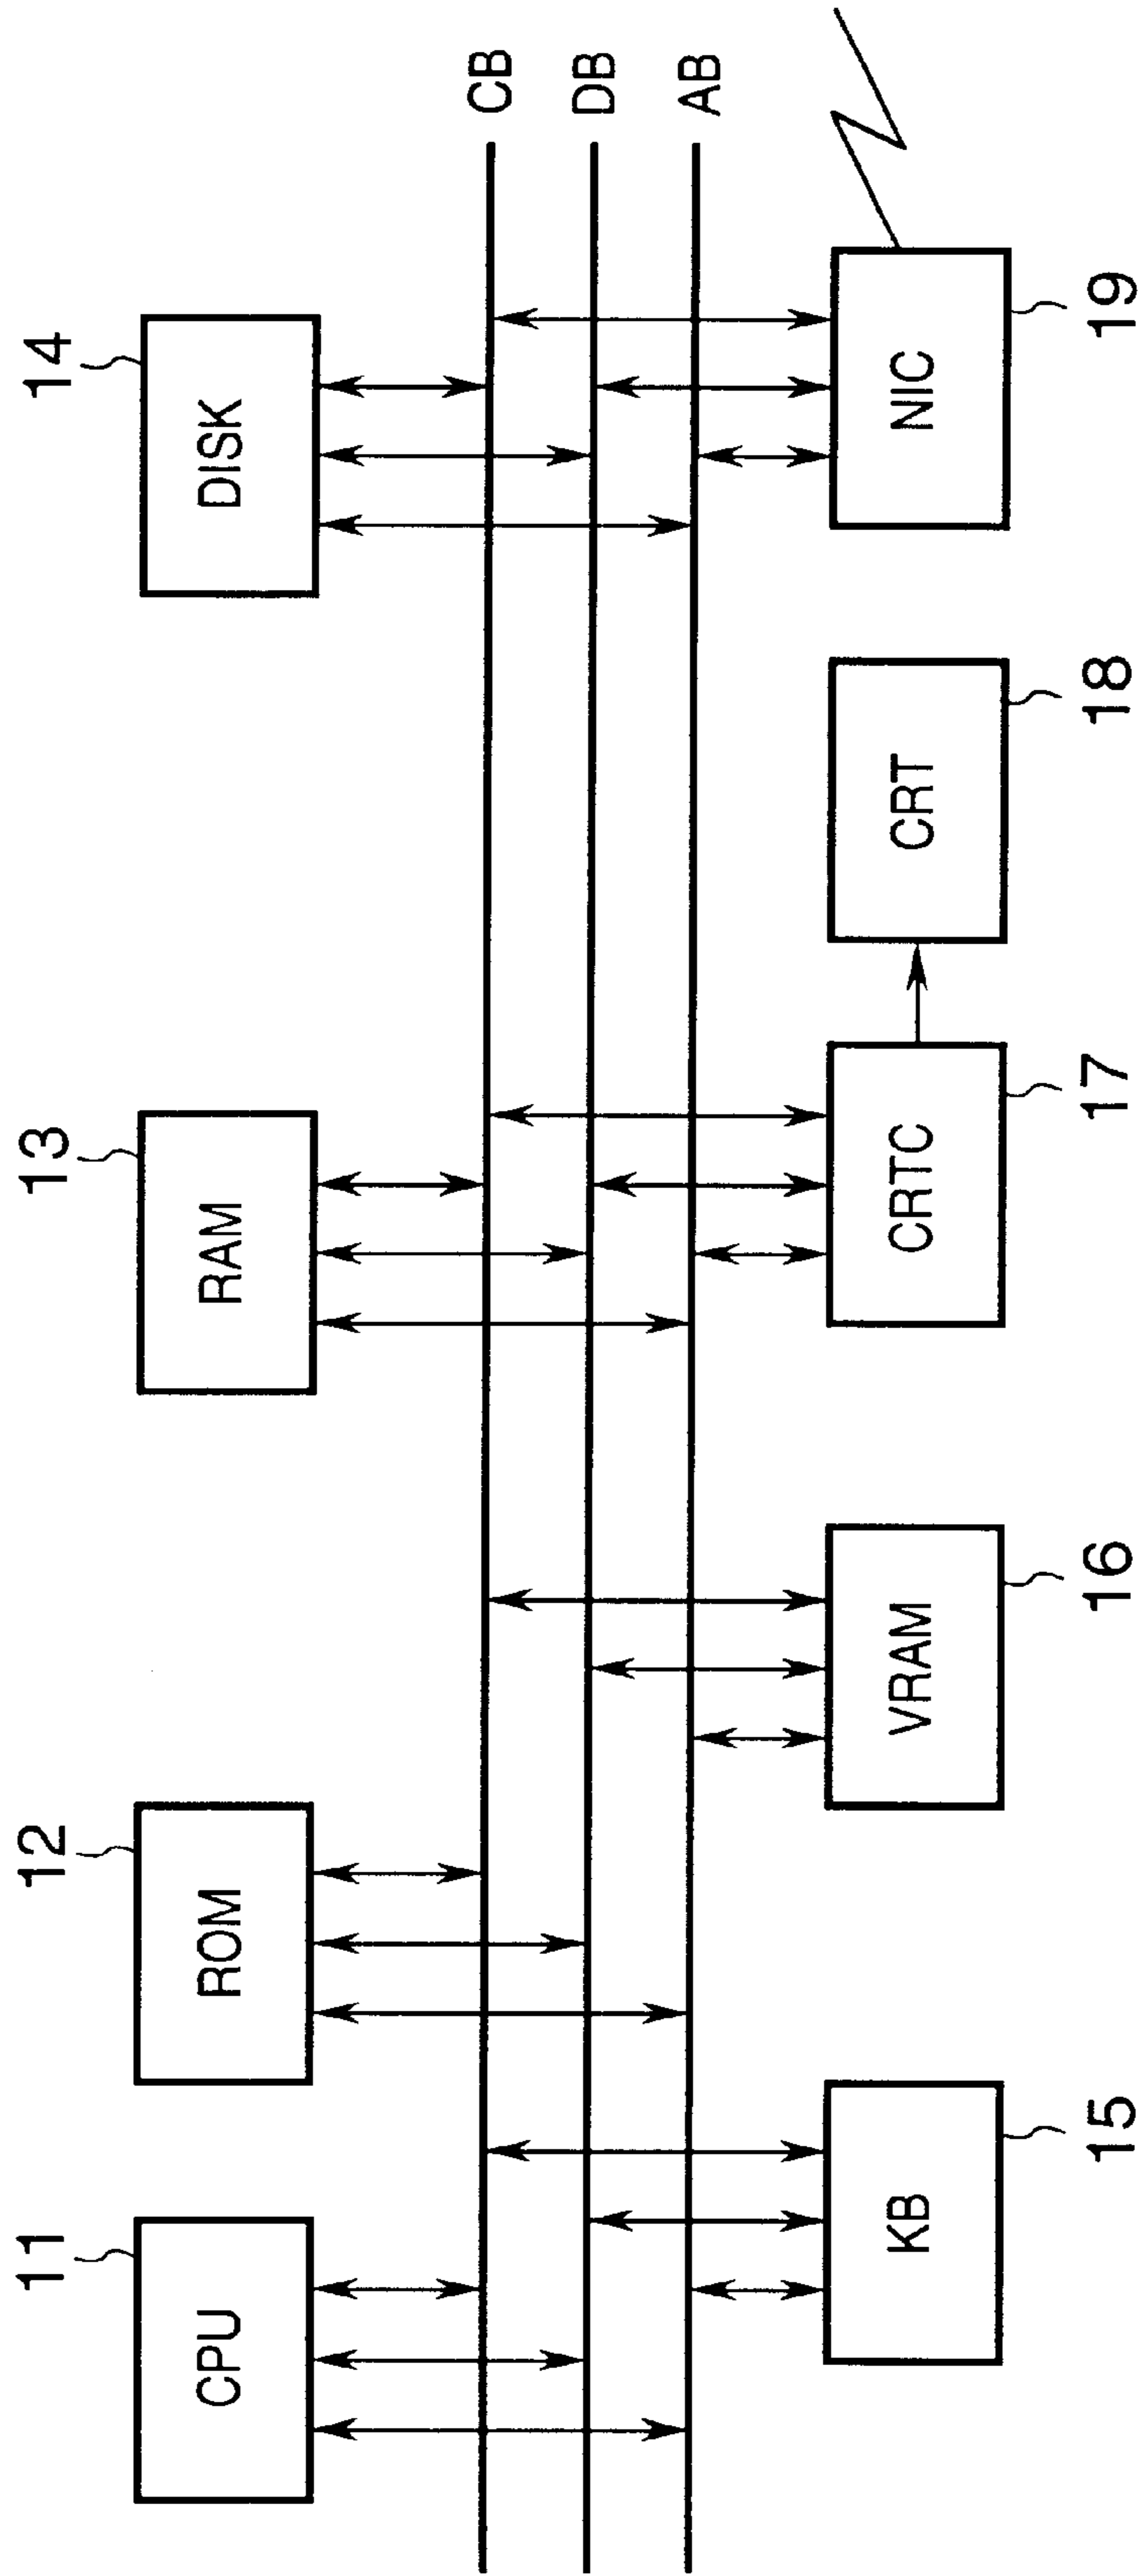 11
12
13
14
CPU
ROM
RAM
DISK
CB
DB
AB
KB
VRAM
CRTC
CRT
NIC
15
16
17
18
19